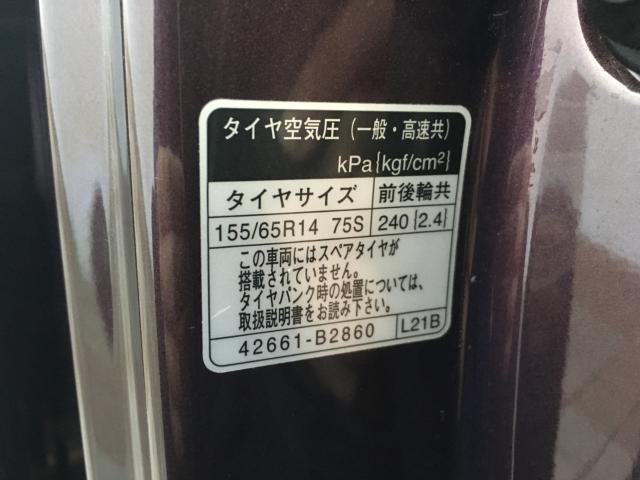 タイヤ空気圧（一般・高速共）
kPa{kgf/cm²}
タイヤサイズ 前後輪共
155/65R14 75S 240{2.4}
この車両にはスペアタイヤが
搭載されていません。
タイヤパンク時の処置については、
取扱説明書をお読み下さい。
42661-B2860 L21B